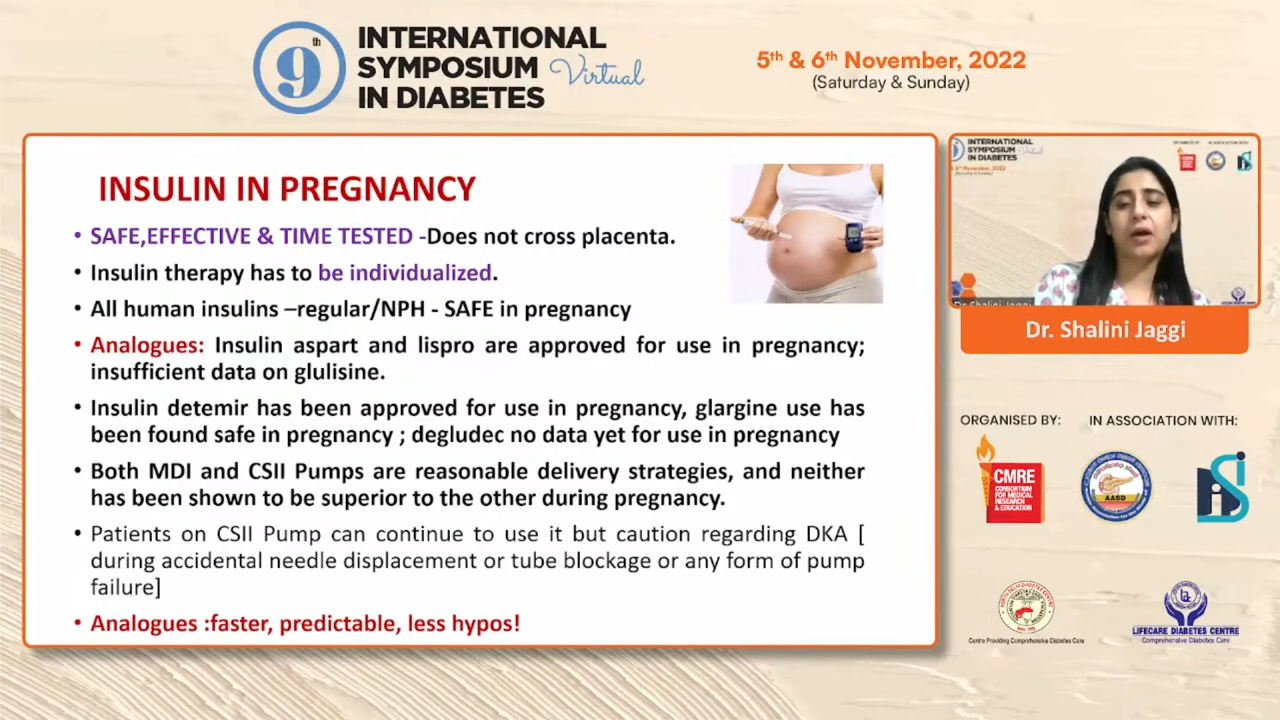 9th
INTERNATIONAL
SYMPOSIUM Virtual
IN DIABETES
5th & 6th November, 2022
(Saturday & Sunday)
INSULIN IN PREGNANCY
• SAFE,EFFECTIVE & TIME TESTED -Does not cross placenta.
• Insulin therapy has to be individualized.
• All human insulins –regular/NPH - SAFE in pregnancy
• Analogues: Insulin aspart and lispro are approved for use in pregnancy;
insufficient data on glulisine.
• Insulin detemir has been approved for use in pregnancy, glargine use has
been found safe in pregnancy ; degludec no data yet for use in pregnancy
• Both MDI and CSII Pumps are reasonable delivery strategies, and neither
has been shown to be superior to the other during pregnancy.
• Patients on CSII Pump can continue to use it but caution regarding DKA [
during accidental needle displacement or tube blockage or any form of pump
failure]
• Analogues :faster, predictable, less hypos!
INTERNATIONAL
SYMPOSIUM Virtual
IN DIABETES
Dr. Shalini Jaggi
Dr. Shalini Jaggi
ORGANISED BY:
IN ASSOCIATION WITH:
CMRE
CONSORTIUM
FOR MEDICAL
RESEARCH
& EDUCATION
AASD
Centre Providing Comprehensive Diabetes Care
LIFECARE DIABETES CENTRE
Comprehensive Diabetes Care